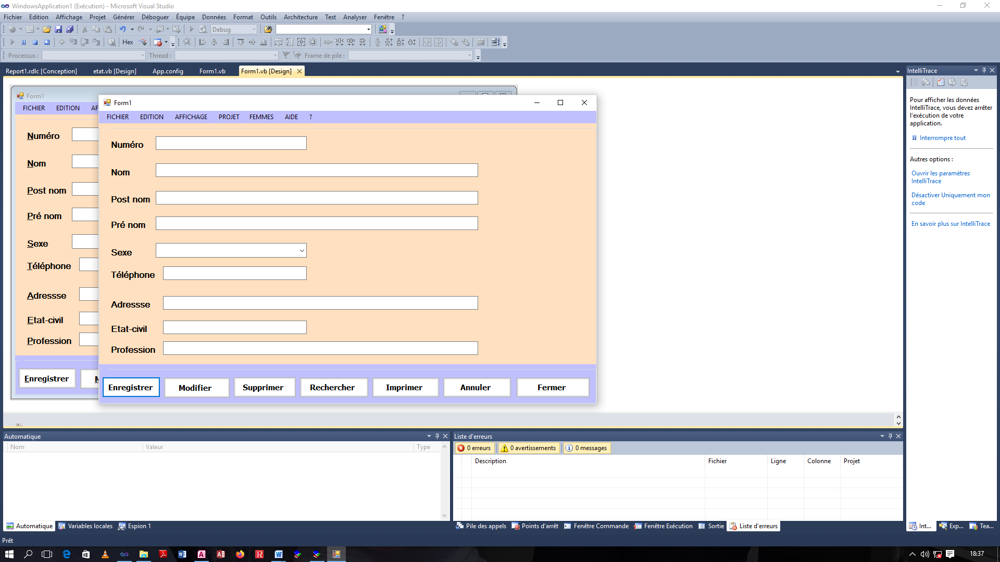 WindowsApplication1 (Exécution) - Microsoft Visual Studio
Fichier Edition Affichage Projet Générer Déboguer Équipe Données Format Outils Architecture Test Analyser Fenêtre ?
Debug
Hex
Processus : Thread : Frame de pile :
Report1.rdlc [Conception] etat.vb [Design] App.config Form1.vb Form1.vb [Design]
Form1
FICHIER EDITION AF
Numéro
Nom
Post nom
Pré nom
Sexe
Téléphone
Adressse
Etat-civil
Profession
Enregistrer M
Form1
FICHIER EDITION AFFICHAGE PROJET FEMMES AIDE ?
Numéro
Nom
Post nom
Pré nom
Sexe
Téléphone
Adressse
Etat-civil
Profession
Enregistrer Modifier Supprimer Rechercher Imprimer Annuler Fermer
IntelliTrace
Pour afficher les données
IntelliTrace, vous devez arrêter
l'exécution de votre
application.
Interrompre tout
Autres options :
Ouvrir les paramètres
IntelliTrace
Désactiver Uniquement mon
code
En savoir plus sur IntelliTrace
Automatique
Nom Valeur Type
Automatique Variables locales Espion 1
Liste d'erreurs
0 erreurs 0 avertissements 0 messages
Description Fichier Ligne Colonne Projet
Pile des appels Points d'arrêt Fenêtre Commande Fenêtre Exécution Sortie Liste d'erreurs
Int... Exp... Tea...
Prêt
18:37